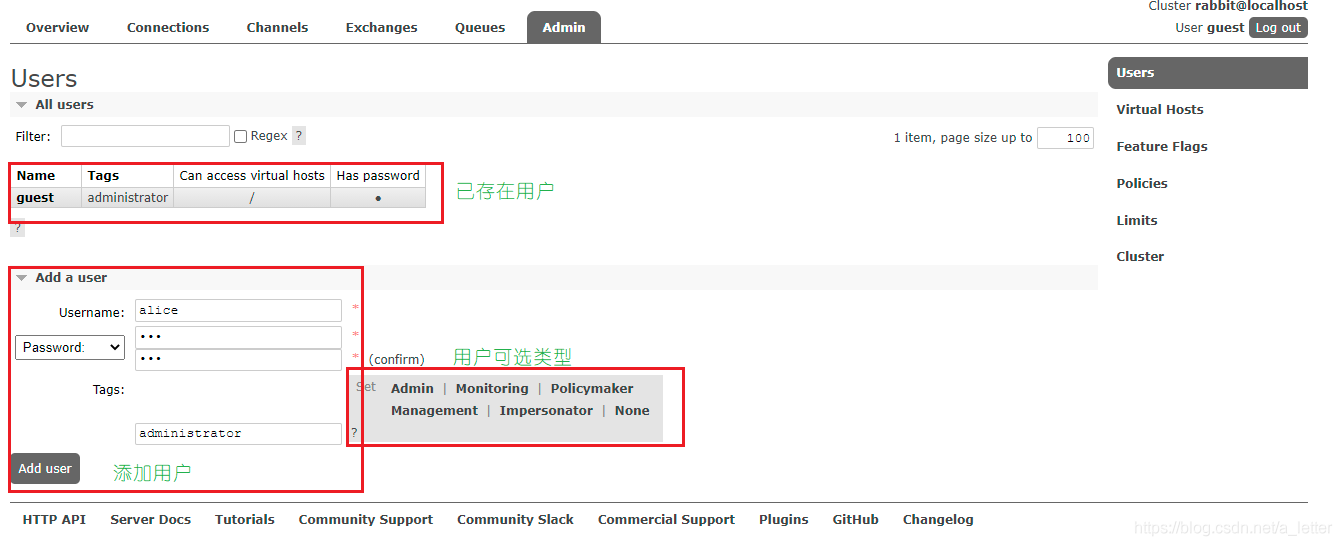 Cluster rabbit@localhost
Overview Connections Channels Exchanges Queues Admin
User guest Log out
Users
All users
Filter: Regex ?
1 item, page size up to 100
Name Tags Can access virtual hosts Has password
guest administrator / ●
已存在用户
?
Add a user
Username: alice *
Password: ••• *
••• * (confirm)
用户可选类型
Tags:
Set Admin | Monitoring | Policymaker
Management | Impersonator | None
administrator ?
Add user
添加用户
Users
Virtual Hosts
Feature Flags
Policies
Limits
Cluster
HTTP API Server Docs Tutorials Community Support Community Slack Commercial Support Plugins GitHub Changelog
https://blog.csdn.net/a_letter